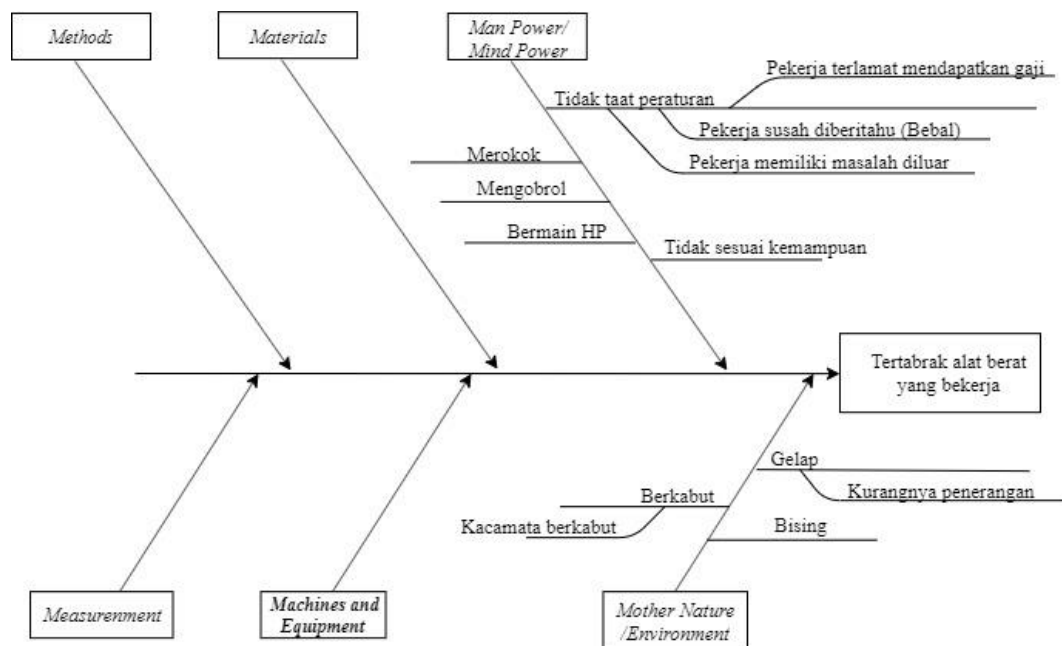 Methods
Materials
Man Power/
Mind Power
Pekerja terlamat mendapatkan gaji
Tidak taat peraturan
Pekerja susah diberitahu (Bebal)
Merokok
Pekerja memiliki masalah diluar
Mengobrol
Bermain HP
Tidak sesuai kemampuan
Tertabrak alat berat
yang bekerja
Gelap
Kurangnya penerangan
Berkabut
Kacamata berkabut
Bising
Measurenment
Machines and
Equipment
Mother Nature
/Environment